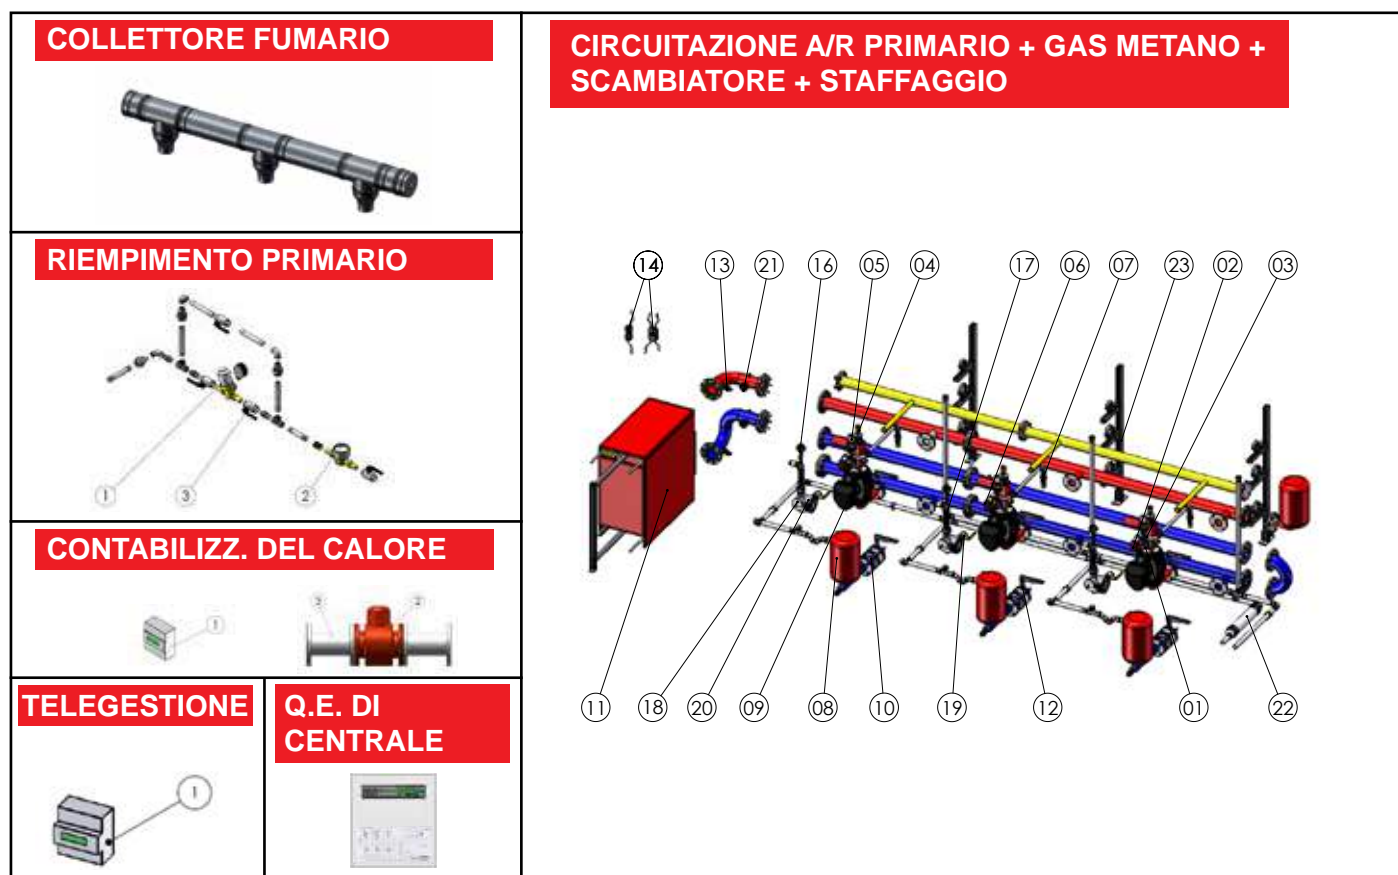 COLLETTORE FUMARIO
RIEMPIMENTO PRIMARIO
1 3 2
CONTABILIZZ. DEL CALORE
1 3 2
TELEGESTIONE
1
Q.E. DI
CENTRALE
CIRCUITAZIONE A/R PRIMARIO + GAS METANO +
SCAMBIATORE + STAFFAGGIO
14 13 21 16 05 04 17 06 07 23 02 03
11 18 20 09 08 10 19 12 01 22